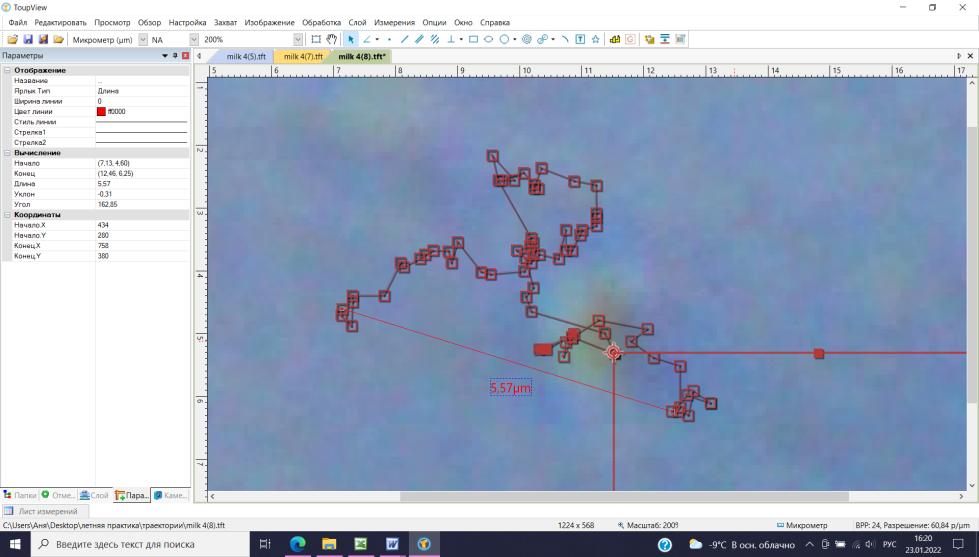 ToupView
Файл Редактировать Просмотр Обзор Настройка Захват Изображение Обработка Слой Измерения Опции Окно Справка
Микрометр (µm) NA 200%
Параметры
milk 4(5).tft milk 4(7).tft milk 4(8).tft*
5 6 7 8 9 10 11 12 13 14 15 16 17
Отображение
Название ..
Ярлык Тип Длина
Ширина линии 0
Цвет линии ff0000
Стиль линии
Стрелка1
Стрелка2
Вычисление
Начало (7,13, 4,60)
Конец (12,46, 6,25)
Длина 5,57
Уклон -0.31
Угол 162,85
Координаты
Начало.X 434
Начало.Y 280
Конец.X 758
Конец.Y 380
1
2
3
4
5
6
7
5,57µm
Папки Отме... Слой Пара... Каме...
Лист измерений
C:\Users\Аня\Desktop\летняя практика\траектории\milk 4(8).tft 1224 x 568 Масштаб: 200% Микрометр BPP: 24, Разрешение: 60,84 p/µm
Введите здесь текст для поиска
-9°C В осн. облачно РУС 16:20
23.01.2022